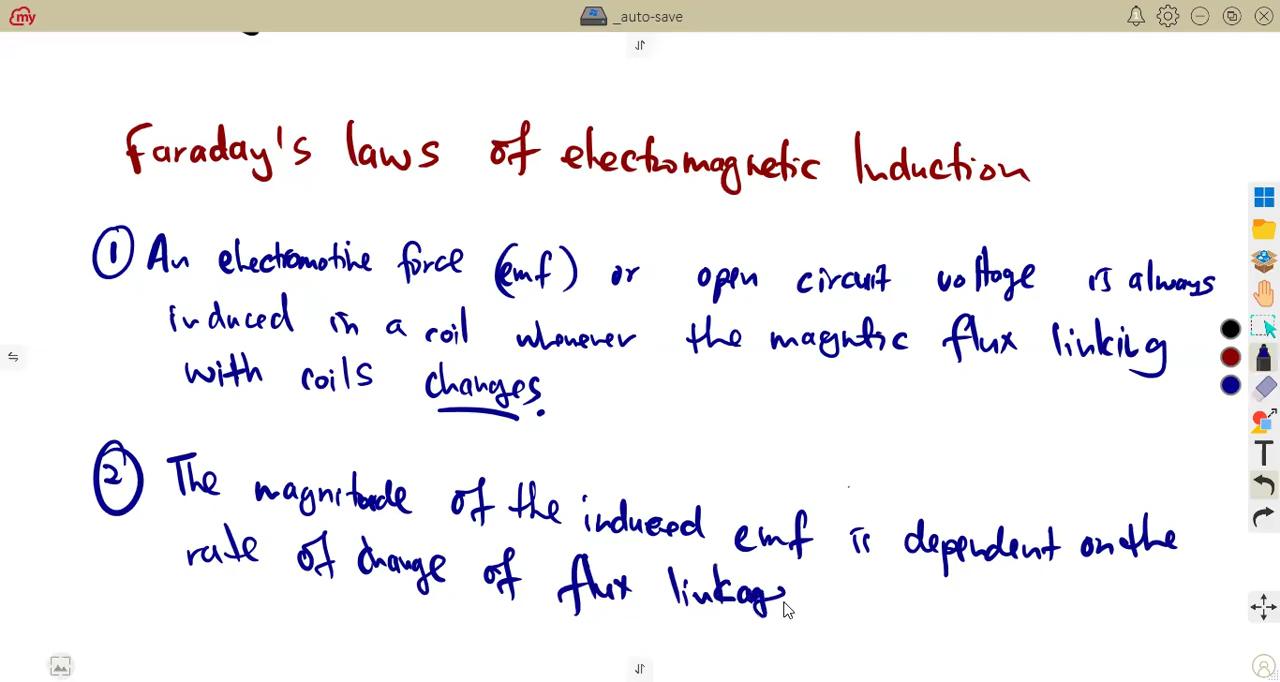 my
_auto-save
Faraday's laws of electromagnetic Induction
① An electromotive force (emf) or open circuit voltage is always
induced in a coil whenever the magnetic flux linking
with coils changes.
② The magnitude of the induced emf is dependent on the
rate of change of flux linkag
T